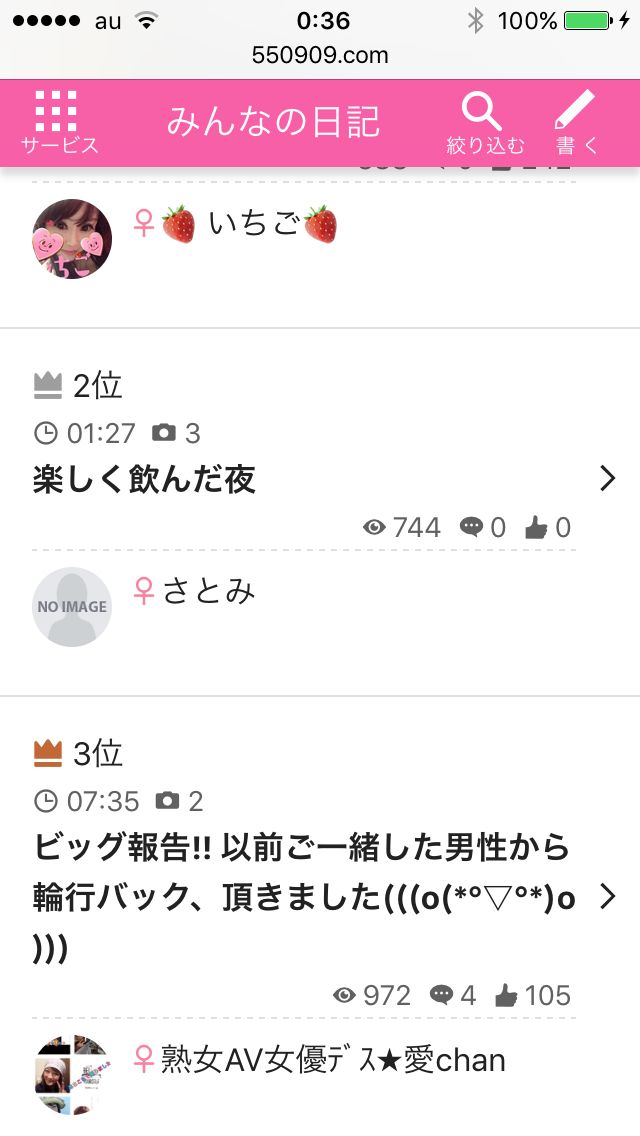 au 0:36 100%
550909.com
サービス みんなの日記 絞り込む 書く
🍓 いちご🍓
2位
01:27 3
楽しく飲んだ夜
744 0 0
NO IMAGE
♀さとみ
3位
07:35 2
ビッグ報告!! 以前ご一緒した男性から
輪行バック、頂きました(((o(*°▽°*)o
)))
972 4 105
♀熟女AV女優ﾃﾞｽ★愛chan